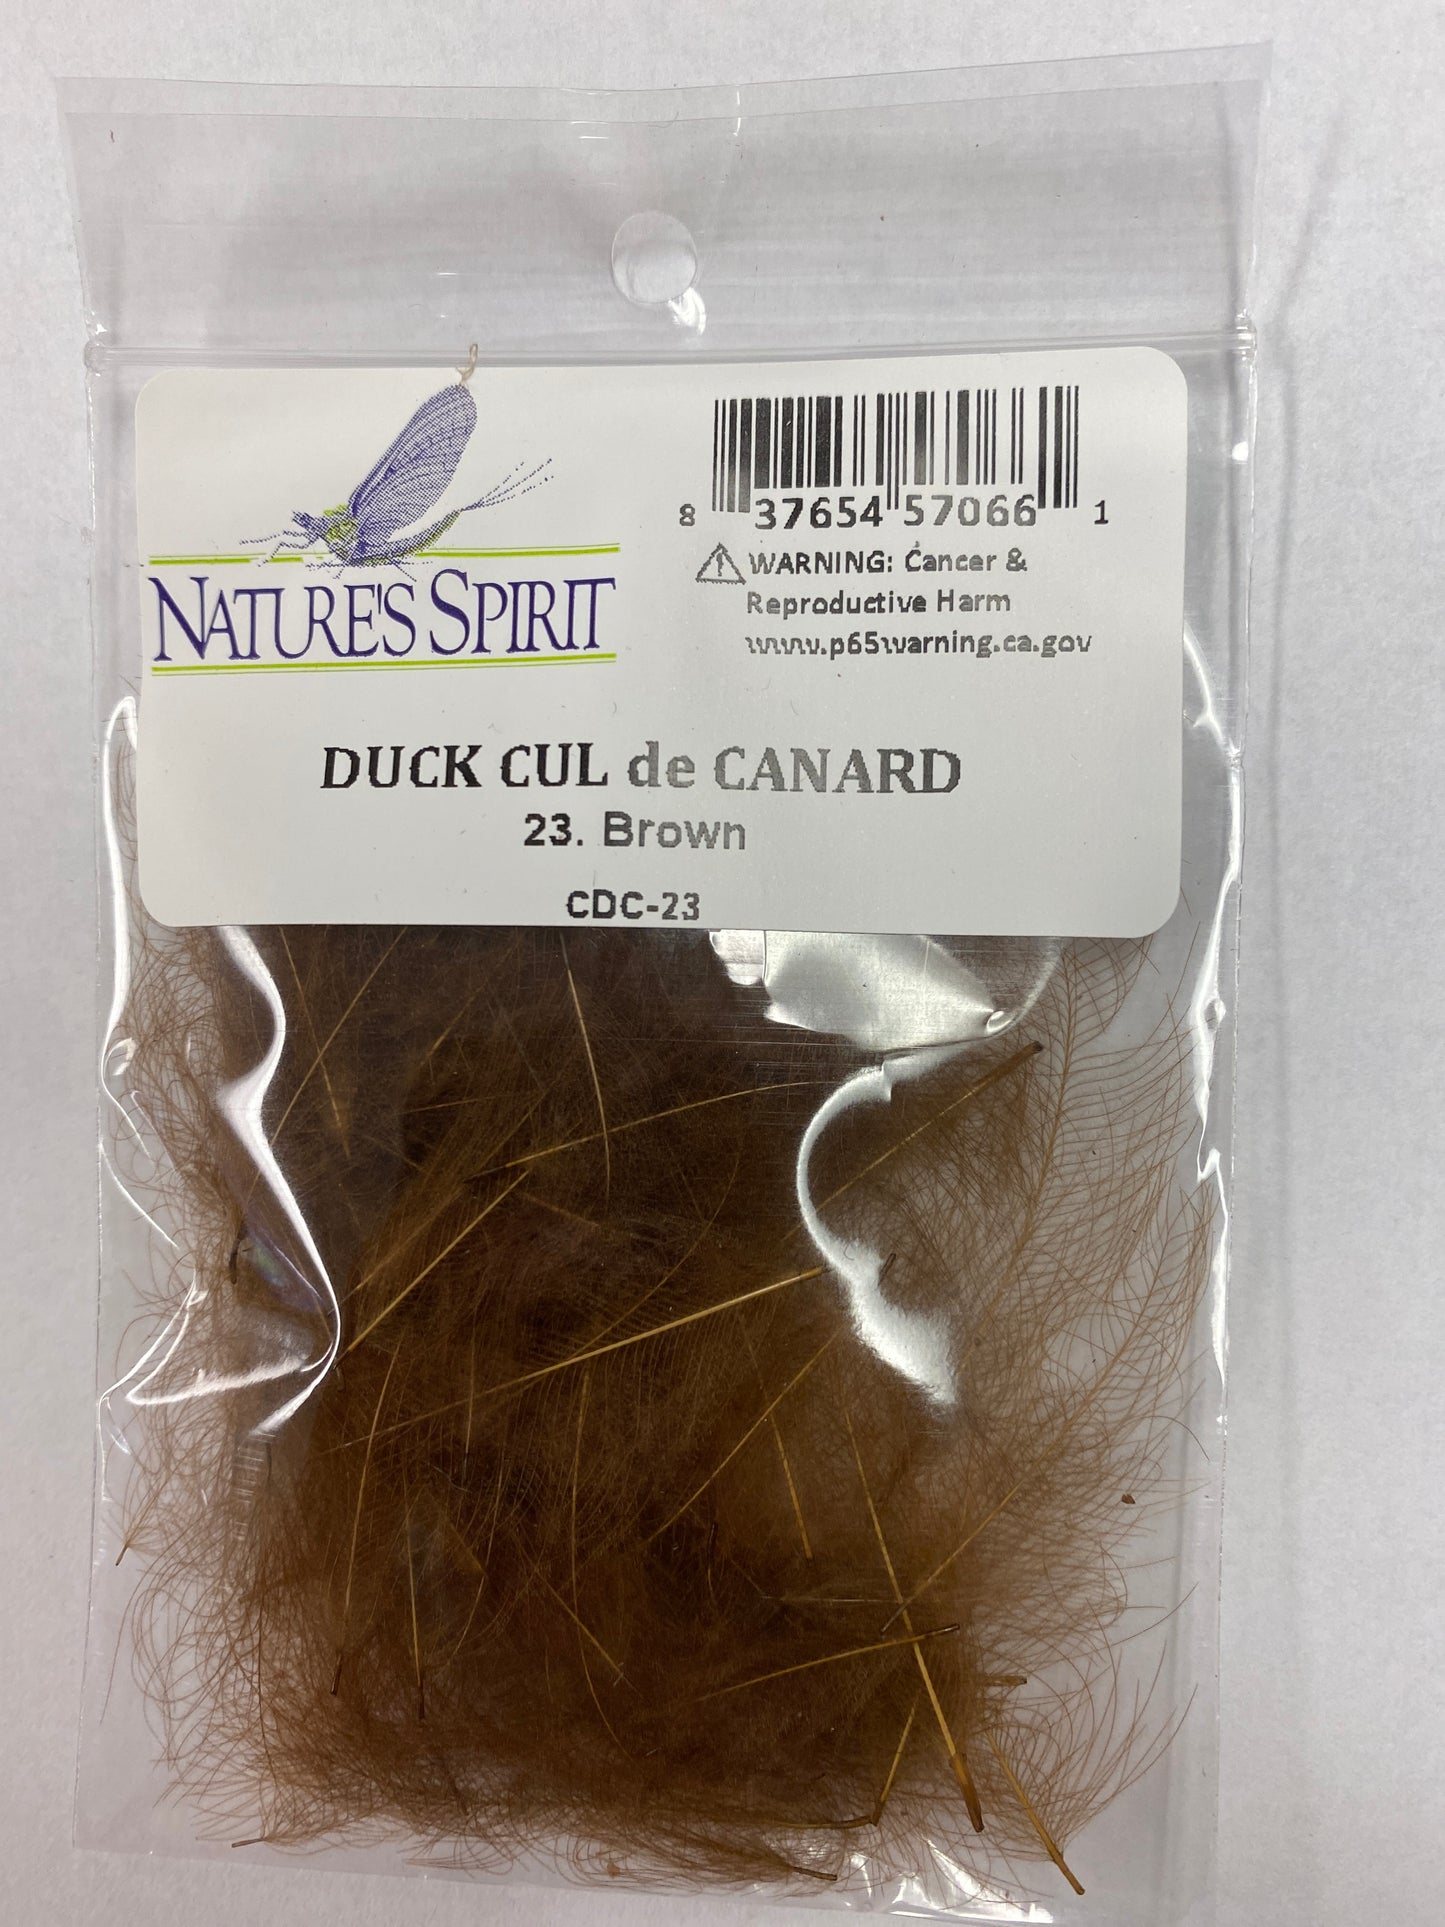 8 37654 57066 1
WARNING: Cancer &
Reproductive Harm
www.p65warning.ca.gov
NATURE'S SPIRIT
DUCK CUL de CANARD
23. Brown
CDC-23